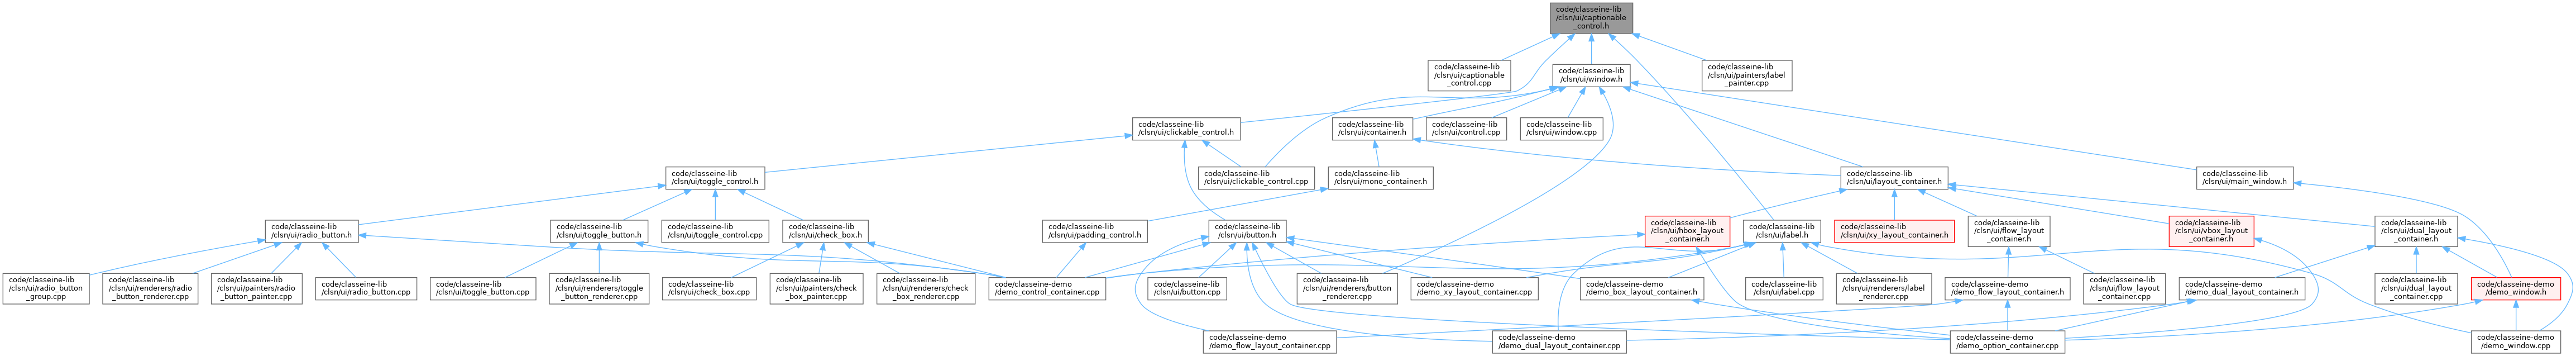 code/classeine-lib
/clsn/ui/captionable
_control.h
code/classeine-lib
/clsn/ui/captionable
_control.cpp
code/classeine-lib
/clsn/ui/window.h
code/classeine-lib
/clsn/ui/painters/label
_painter.cpp
code/classeine-lib
/clsn/ui/clickable_control.h
code/classeine-lib
/clsn/ui/container.h
code/classeine-lib
/clsn/ui/control.cpp
code/classeine-lib
/clsn/ui/window.cpp
code/classeine-lib
/clsn/ui/toggle_control.h
code/classeine-lib
/clsn/ui/clickable_control.cpp
code/classeine-lib
/clsn/ui/mono_container.h
code/classeine-lib
/clsn/ui/layout_container.h
code/classeine-lib
/clsn/ui/main_window.h
code/classeine-lib
/clsn/ui/radio_button.h
code/classeine-lib
/clsn/ui/toggle_button.h
code/classeine-lib
/clsn/ui/toggle_control.cpp
code/classeine-lib
/clsn/ui/check_box.h
code/classeine-lib
/clsn/ui/padding_control.h
code/classeine-lib
/clsn/ui/button.h
code/classeine-lib
/clsn/ui/hbox_layout
_container.h
code/classeine-lib
/clsn/ui/label.h
code/classeine-lib
/clsn/ui/xy_layout_container.h
code/classeine-lib
/clsn/ui/flow_layout
_container.h
code/classeine-lib
/clsn/ui/vbox_layout
_container.h
code/classeine-lib
/clsn/ui/dual_layout
_container.h
code/classeine-lib
/clsn/ui/radio_button
_group.cpp
code/classeine-lib
/clsn/ui/renderers/radio
_button_renderer.cpp
code/classeine-lib
/clsn/ui/painters/radio
_button_painter.cpp
code/classeine-lib
/clsn/ui/radio_button.cpp
code/classeine-lib
/clsn/ui/toggle_button.cpp
code/classeine-lib
/clsn/ui/renderers/toggle
_button_renderer.cpp
code/classeine-lib
/clsn/ui/check_box.cpp
code/classeine-lib
/clsn/ui/painters/check
_box_painter.cpp
code/classeine-lib
/clsn/ui/renderers/check
_box_renderer.cpp
code/classeine-demo
/demo_control_container.cpp
code/classeine-lib
/clsn/ui/button.cpp
code/classeine-lib
/clsn/ui/renderers/button
_renderer.cpp
code/classeine-demo
/demo_xy_layout_container.cpp
code/classeine-demo
/demo_box_layout_container.h
code/classeine-lib
/clsn/ui/label.cpp
code/classeine-lib
/clsn/ui/renderers/label
_renderer.cpp
code/classeine-demo
/demo_flow_layout_container.h
code/classeine-lib
/clsn/ui/flow_layout
_container.cpp
code/classeine-demo
/demo_dual_layout_container.h
code/classeine-lib
/clsn/ui/dual_layout
_container.cpp
code/classeine-demo
/demo_window.h
code/classeine-demo
/demo_flow_layout_container.cpp
code/classeine-demo
/demo_dual_layout_container.cpp
code/classeine-demo
/demo_option_container.cpp
code/classeine-demo
/demo_window.cpp